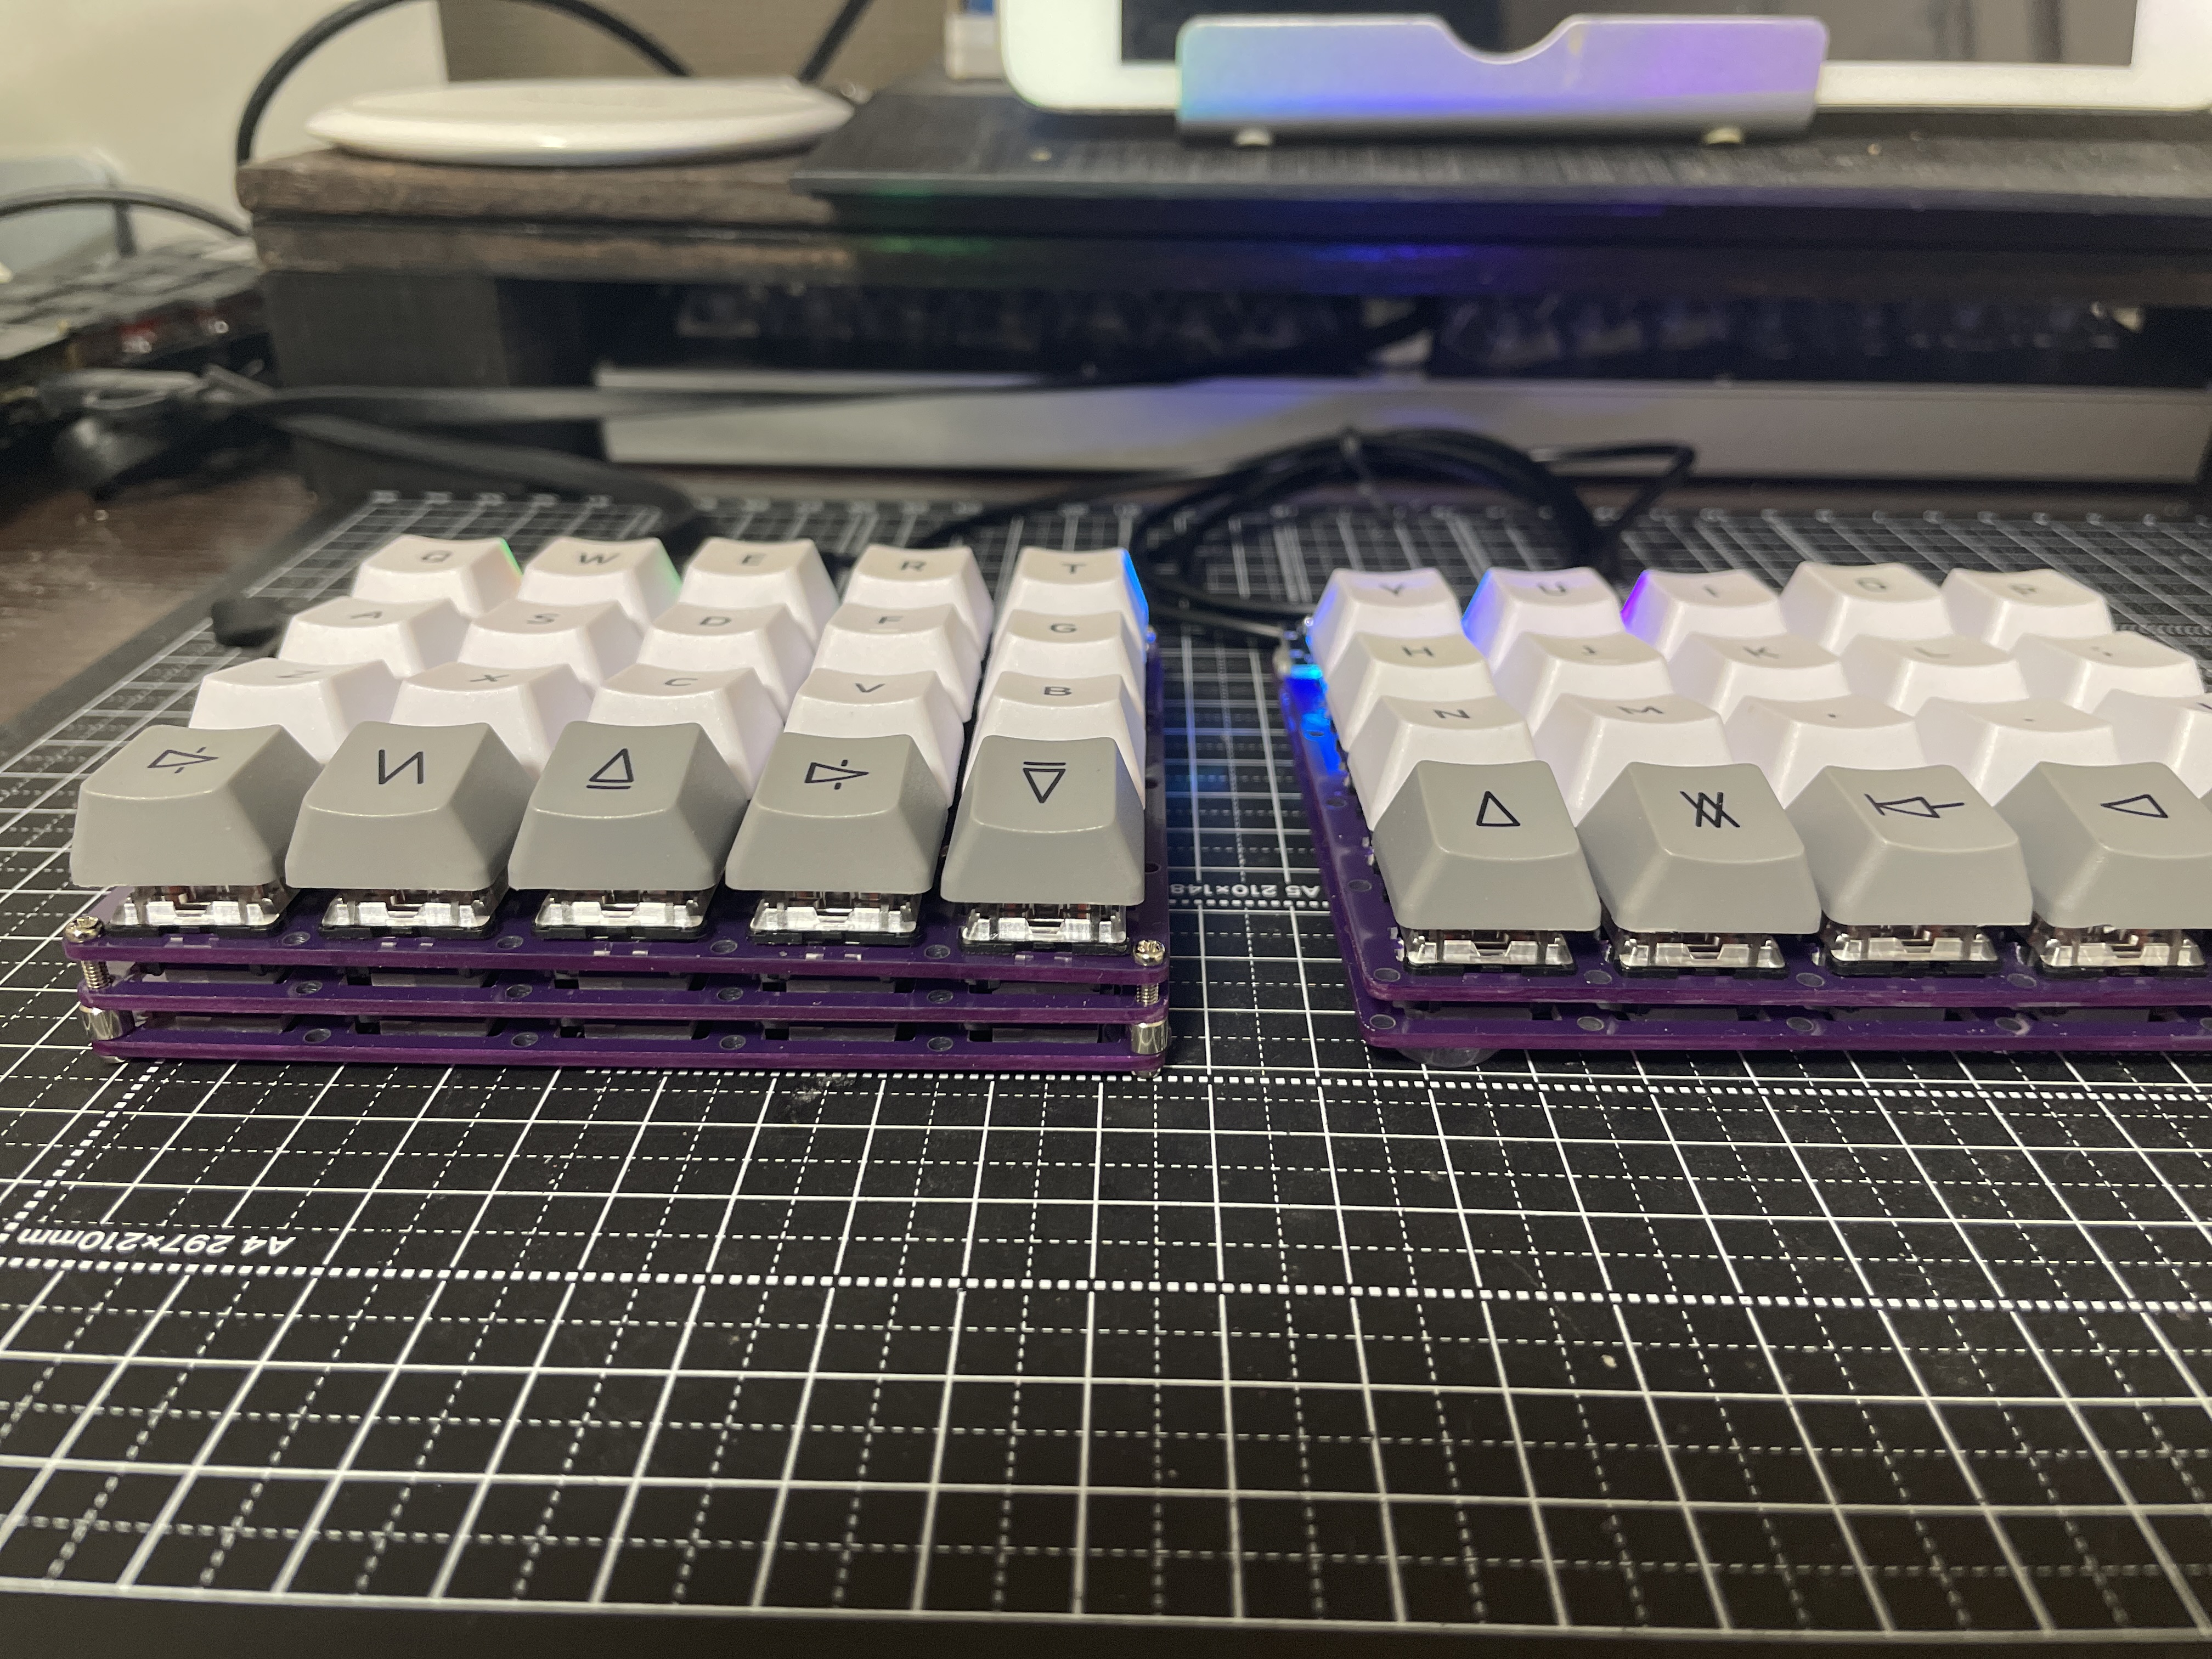 Q W E R T
A S D F G
Z X C V B
Y U I O P
H J K L ;
N M , .
A5 210×148
A4 297×210mm